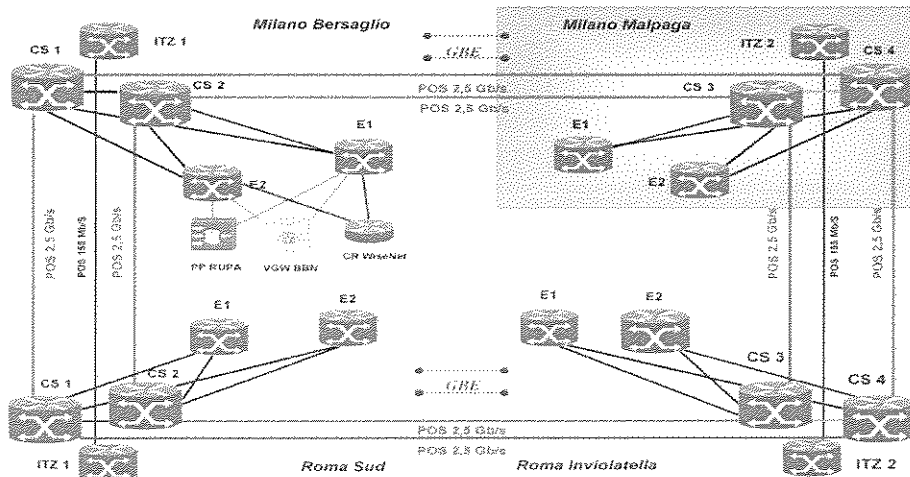 Milano Bersaglio
Milano Malpaga
CS 1
ITZ 1
GBE
ITZ 2
CS 4
CS 2
POS 2,5 Gb/s
POS 2,5 Gb/s
CS 3
E1
E1
E2
E2
PP RUPA
VGW BBN
CR WiseNet
POS 2,5 Gb/s
POS 155 Mb/S
POS 2,5 Gb/s
POS 2,5 Gb/s
POS 155 Mb/S
POS 2,5 Gb/s
E1
E2
E1
E2
CS 1
CS 2
GBE
CS 3
CS 4
POS 2,5 Gb/s
POS 2,5 Gb/s
ITZ 1
Roma Sud
Roma Inviolatella
ITZ 2